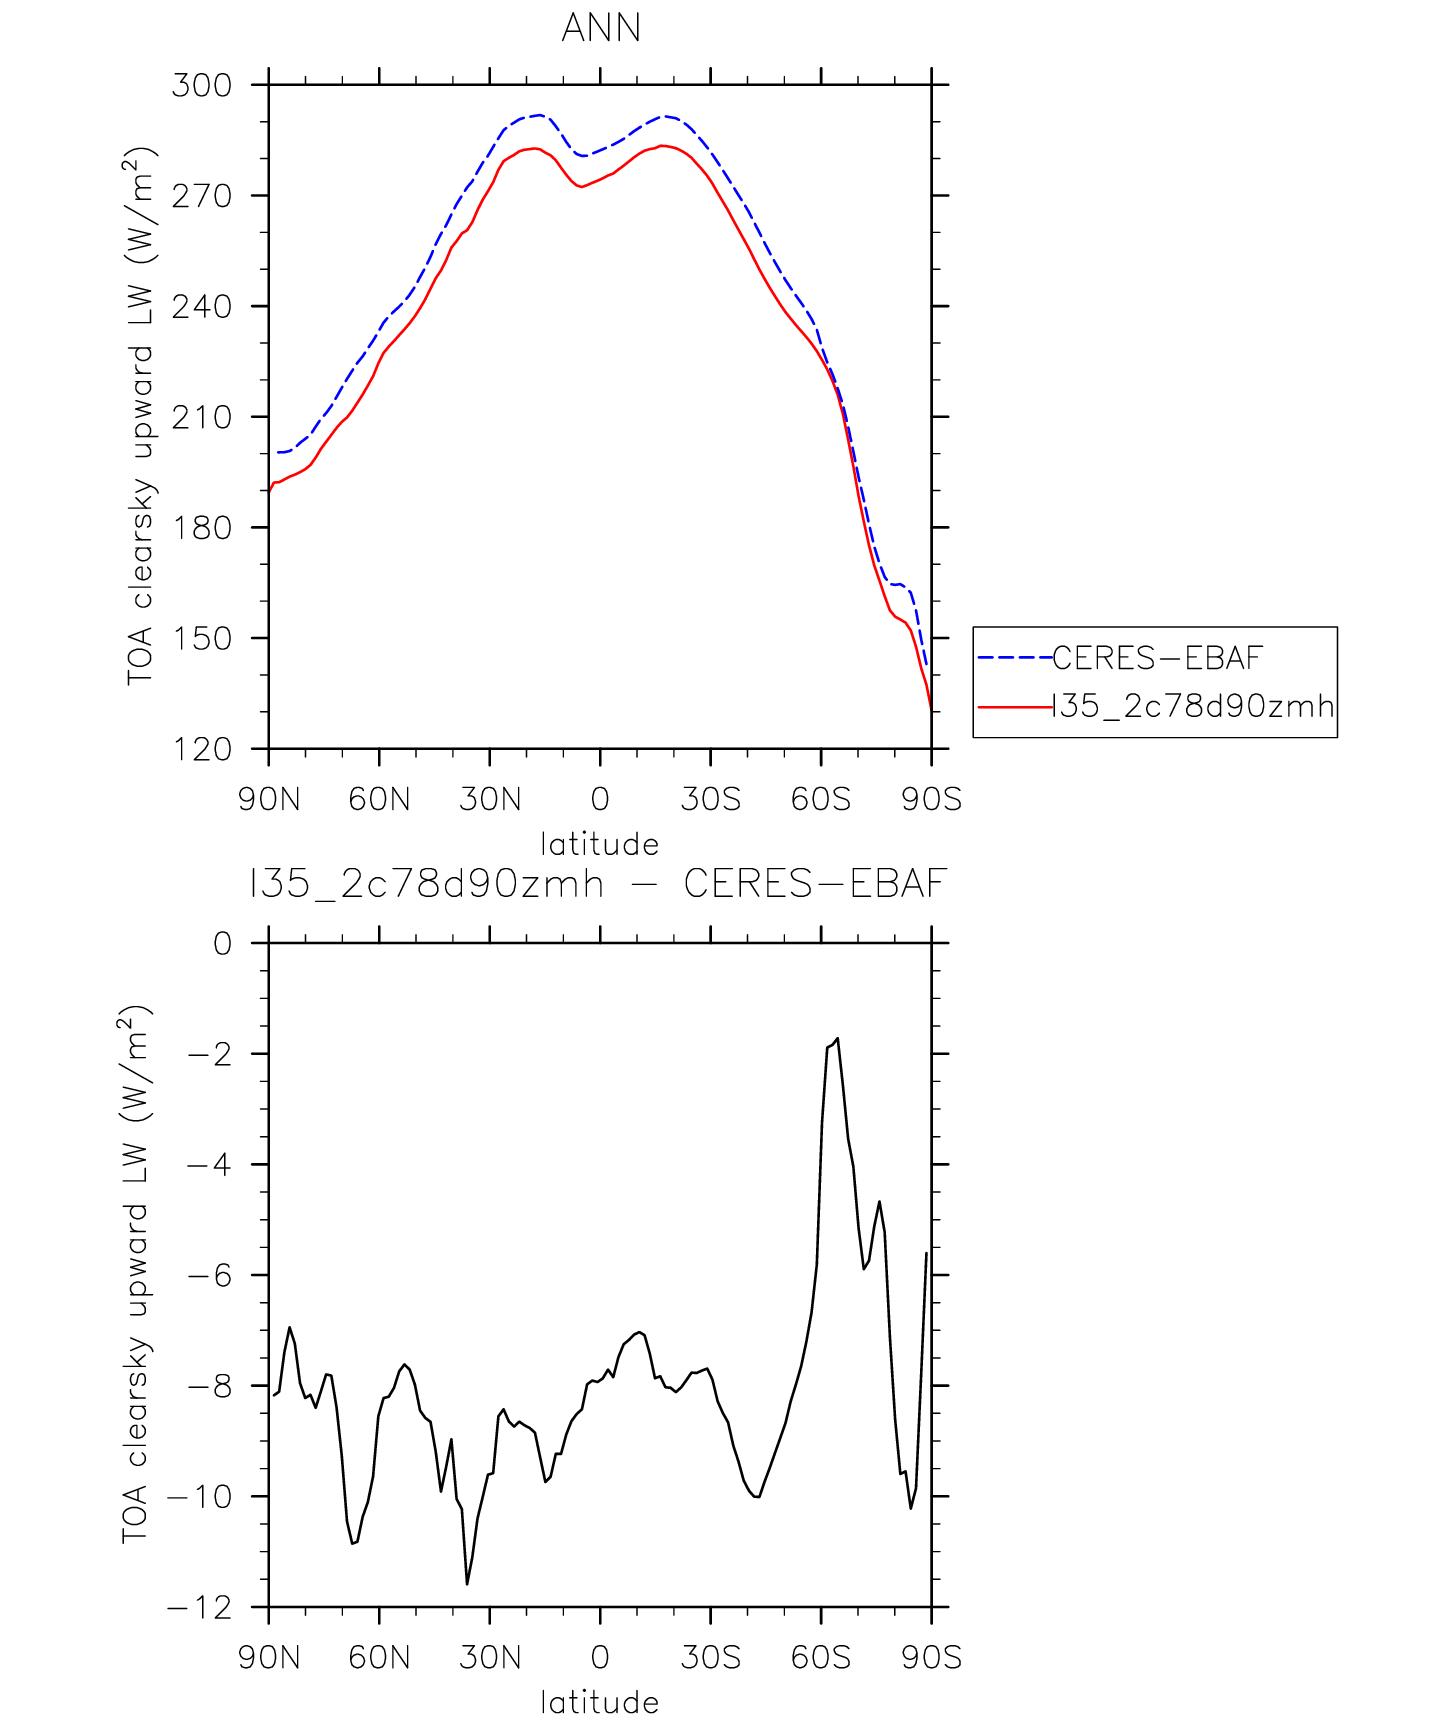 ANN
TOA clearsky upward LW (W/m²)
300
270
240
210
180
150
120
90N 60N 30N 0 30S 60S 90S
latitude
CERES-EBAF
I35_2c78d90zmh
I35_2c78d90zmh - CERES-EBAF
TOA clearsky upward LW (W/m²)
0
-2
-4
-6
-8
-10
-12
90N 60N 30N 0 30S 60S 90S
latitude